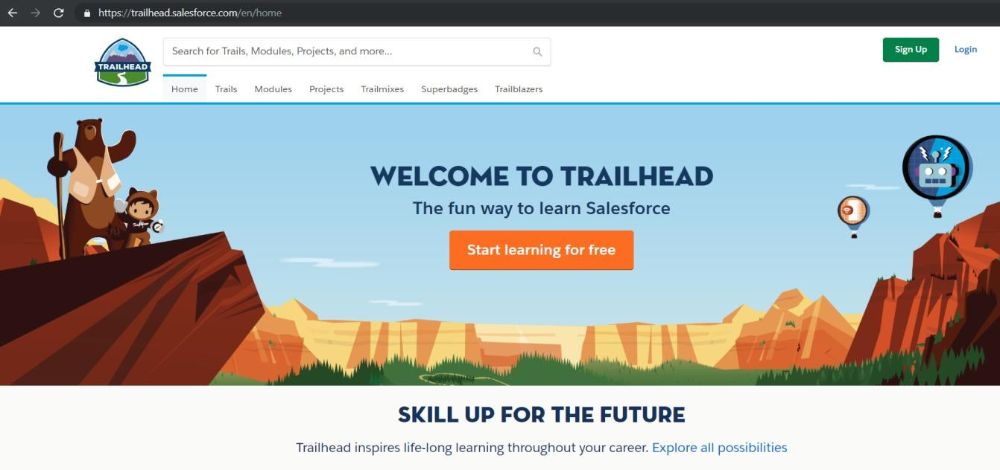 https://trailhead.salesforce.com/en/home
TRAILHEAD
Search for Trails, Modules, Projects, and more...
Sign Up
Login
Home
Trails
Modules
Projects
Trailmixes
Superbadges
Trailblazers
WELCOME TO TRAILHEAD
The fun way to learn Salesforce
Start learning for free
SKILL UP FOR THE FUTURE
Trailhead inspires life-long learning throughout your career. Explore all possibilities